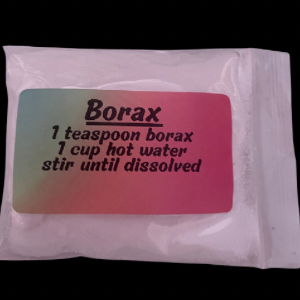 Borax
1 teaspoon borax
1 cup hot water
stir until dissolved